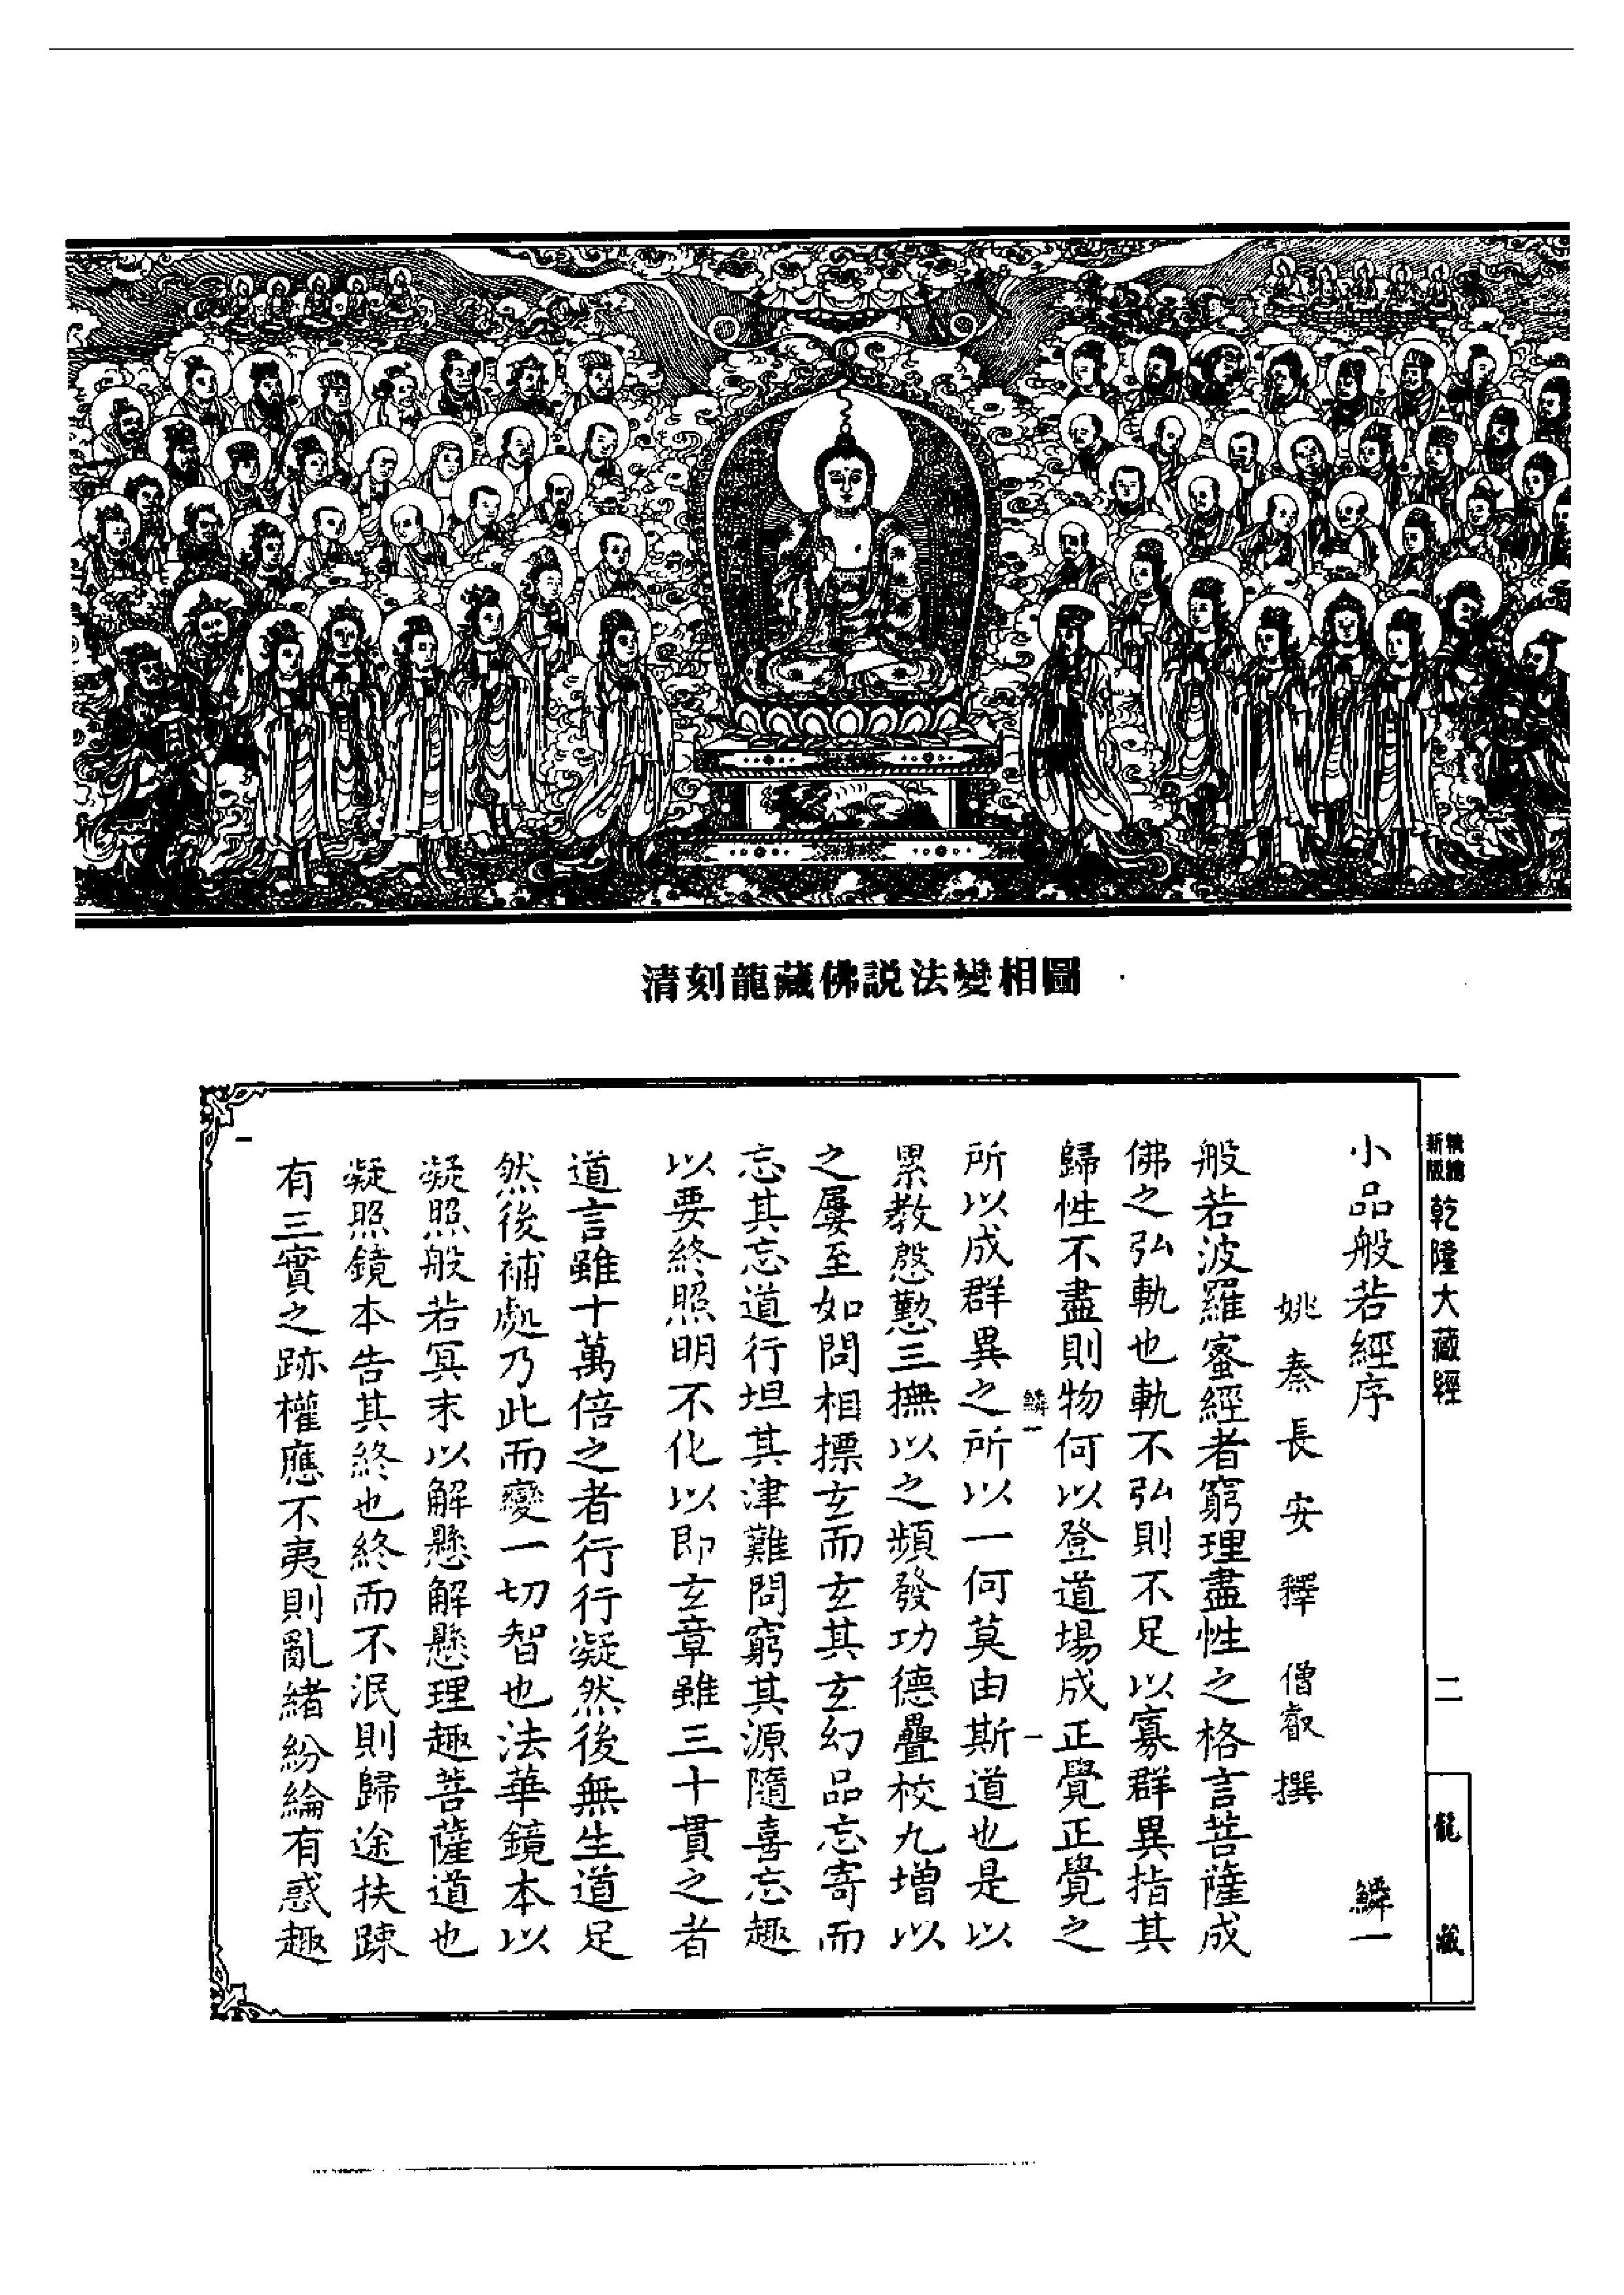 清刻龍藏佛説法變相圖
新版
精縮
乾隆大藏經
二
龍藏
小品般若經序
鱗一
姚秦長安釋僧叡撰
般若波羅蜜經者窮理盡性之格言菩薩成
佛之弘軌也軌不弘則不足以寡群異指其
歸性不盡則物何以登道場成正覺正覺之
鱗一
一
所以成群異之所以一何莫由斯道也是以
累教慇懃三撫以之頻發功德疊校九增以
之屢至如問相摽玄而玄其玄幻品忘寄而
忘其忘道行坦其津難問窮其源隨喜忘趣
以要終照明不化以即玄章雖三十貫之者
道言雖十萬倍之者行行凝然後無生道足
然後補處乃此而變一切智也法華鏡本以
凝照般若冥末以解懸解懸理趣菩薩道也
凝照鏡本告其終也終而不泯則歸途扶踈
有三實之跡權應不夷則亂緒紛綸有惑趣